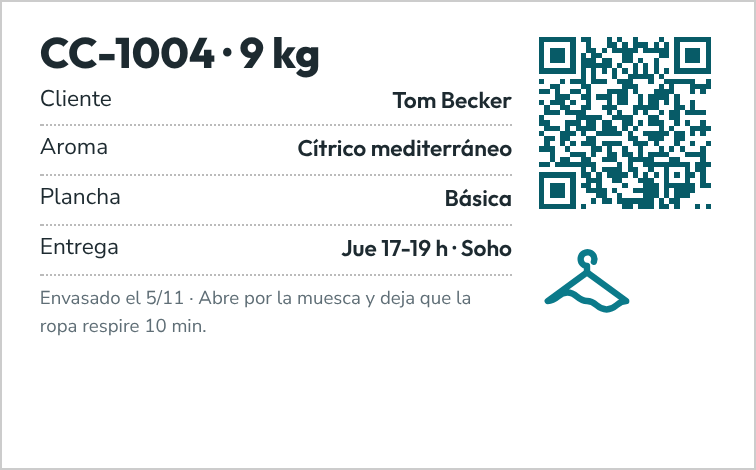 CC-1004 · 9 kg
Cliente Tom Becker
Aroma Cítrico mediterráneo
Plancha Básica
Entrega Jue 17-19 h · Soho
Envasado el 5/11 · Abre por la muesca y deja que la
ropa respire 10 min.